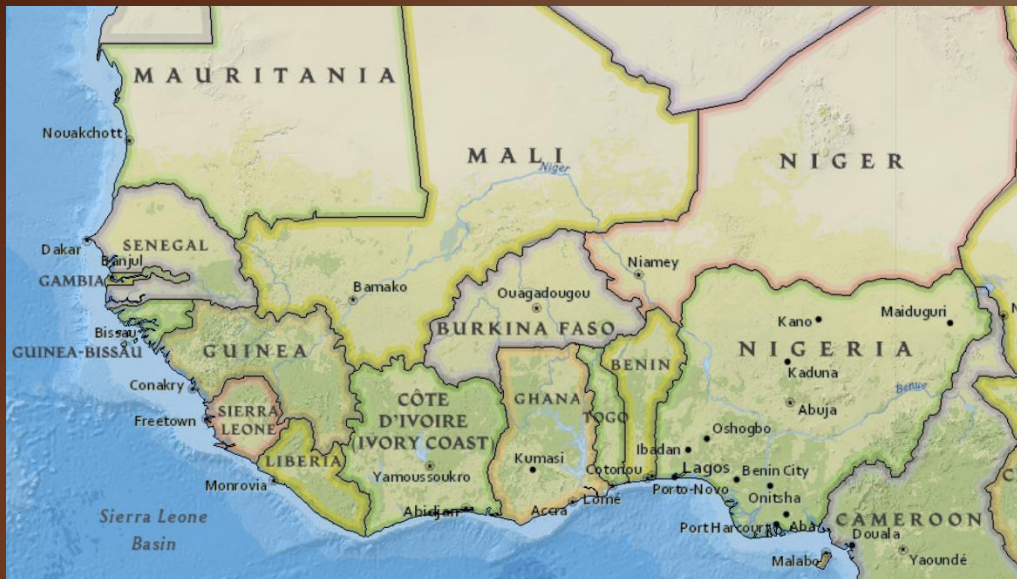 MAURITANIA
Nouakchott
MALI
Niger
NIGER
Dakar
SENEGAL
Banjul
GAMBIA
Niamey
Bamako
Ouagadougou
BURKINA FASO
Bissau
GUINEA-BISSAU
GUINEA
Kano
Maiduguri
NIGERIA
BENIN
Kaduna
Benue
Conakry
Abuja
CÔTE
D'IVOIRE
(IVORY COAST)
GHANA
TOGO
Freetown
SIERRA
LEONE
Oshogbo
Ibadan
LIBERIA
Kumasi
Cotonou
Lagos
Yamoussoukro
Benin City
Monrovia
Porto-Novo
Onitsha
Lomé
Accra
Abidjan
Sierra Leone
Basin
Port Harcourt
Aba
CAMEROON
Douala
Malabo
Yaoundé